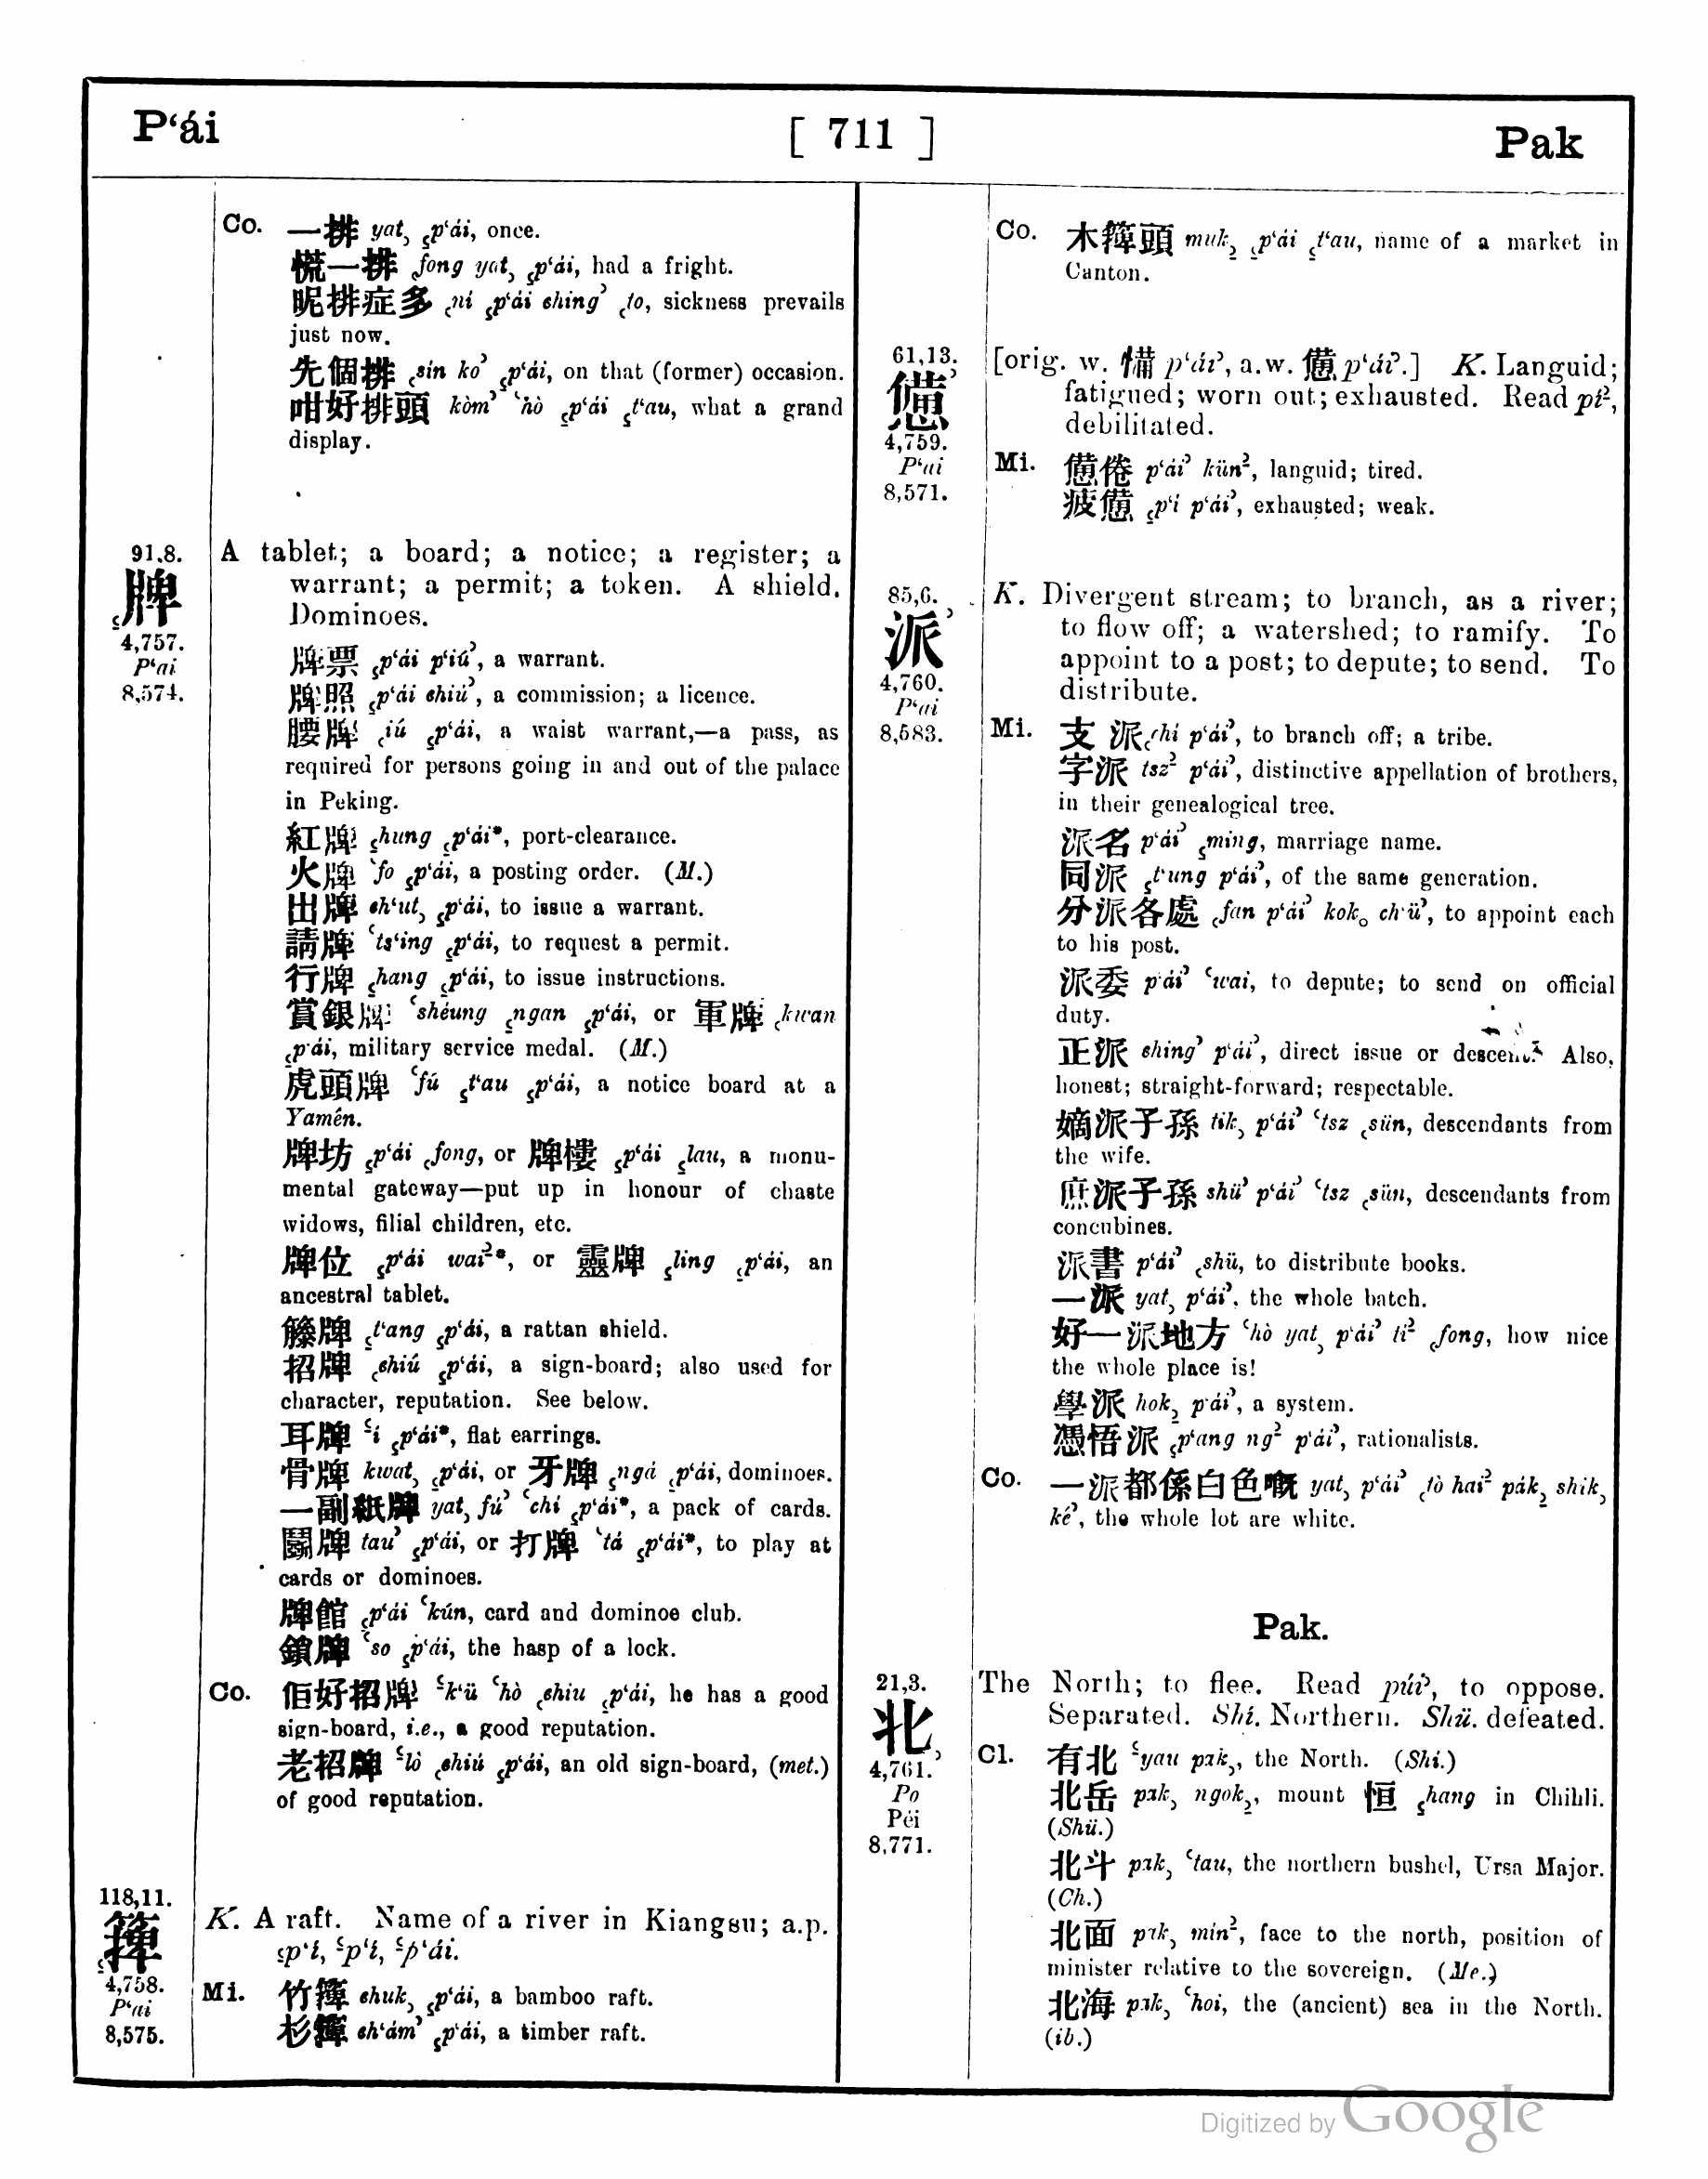 P‘ái
[ 711 ]
Pak
Co. 一排 yat꜆ ꜁p‘ái, once.
慌一排 ꜀fong yat꜆ ꜁p‘ái, had a fright.
呢排症多 ꜀ní ꜁p‘ái ching꜄ ꜀to, sickness prevails
just now.
先個排 ꜀sín ko꜄ ꜁p‘ái, on that (former) occasion.
咁好排頭 kòm꜄ ꜂hò ꜁p‘ái ꜁t‘au, what a grand
display.
91.8.
꜁牌
4,757.
P‘ai
8,574.
A tablet; a board; a notice; a register; a
warrant; a permit; a token. A shield.
Dominoes.
牌票 ꜁p‘ái p‘iú꜄, a warrant.
牌照 ꜁p‘ái chiú꜄, a commission; a licence.
腰牌 ꜀iú ꜁p‘ái, a waist warrant,—a pass, as
required for persons going in and out of the palace
in Peking.
紅牌 ꜁hung ꜁p‘ái*, port-clearance.
火牌 ꜂fo ꜁p‘ái, a posting order. (M.)
出牌 ch‘ut꜆ ꜁p‘ái, to issue a warrant.
請牌 ꜂ts‘ing ꜁p‘ái, to request a permit.
行牌 ꜁hang ꜁p‘ái, to issue instructions.
賞銀牌 ꜂shéung ꜁ngan ꜁p‘ái, or 軍牌 ꜀kwan
꜁p‘ái, military service medal. (M.)
虎頭牌 ꜂fú ꜁t‘au ꜁p‘ái, a notice board at a
Yamên.
牌坊 ꜁p‘ái ꜀fong, or 牌樓 ꜁p‘ái ꜁lau, a monu-
mental gateway—put up in honour of chaste
widows, filial children, etc.
牌位 ꜁p‘ái wai²*, or 靈牌 ꜁ling ꜁p‘ái, an
ancestral tablet.
籐牌 ꜁t‘ang ꜁p‘ái, a rattan shield.
招牌 ꜀chiú ꜁p‘ái, a sign-board; also used for
character, reputation. See below.
耳牌 ꜃í ꜁p‘ái*, flat earrings.
骨牌 kwat꜆ ꜁p‘ái, or 牙牌 ꜁ngá ꜁p‘ái, dominoes.
一副紙牌 yat꜆ fú꜄ ꜂chí ꜁p‘ái*, a pack of cards.
鬪牌 tau꜄ ꜁p‘ái, or 打牌 ꜂tá ꜁p‘ái*, to play at
cards or dominoes.
牌館 ꜁p‘ái ꜂kún, card and dominoe club.
鎖牌 ꜂so ꜁p‘ái, the hasp of a lock.
Co. 佢好招牌 ꜃k‘ü ꜂hò ꜀chiu ꜁p‘ái, he has a good
sign-board, i.e., a good reputation.
老招牌 ꜃lò ꜀chiú ꜁p‘ái, an old sign-board, (met.)
of good reputation.
118,11.
꜁簰
4,758.
P‘ai
8,575.
K. A raft. Name of a river in Kiangsu; a.p.
꜁p‘í, ꜃p‘í, ꜃p‘ái.
Mi. 竹簰 chuk꜆ ꜁p‘ái, a bamboo raft.
杉簰 ch‘ám꜄ ꜁p‘ái, a timber raft.
Co. 木簰頭 muk꜇ ꜁p‘ái ꜁t‘au, name of a market in
Canton.
61,13.
憊꜄
4,759.
P‘ai
8,571.
[orig. w. 㥆 p‘ái꜄, a.w. 憊 p‘ái꜄.] K. Languid;
fatigued; worn out; exhausted. Read pí²,
debilitated.
Mi. 憊倦 p‘ái꜄ kün², languid; tired.
疲憊 ꜁p‘í p‘ái꜄, exhausted; weak.
85,6.
派꜄
4,760.
P‘ai
8,583.
K. Divergent stream; to branch, as a river;
to flow off; a watershed; to ramify. To
appoint to a post; to depute; to send. To
distribute.
Mi. 支派 ꜀chi p‘ái꜄, to branch off; a tribe.
字派 tsz² p‘ái꜄, distinctive appellation of brothers,
in their genealogical tree.
派名 p‘ái꜄ ꜁ming, marriage name.
同派 ꜁t‘ung p‘ái꜄, of the same generation.
分派各處 ꜀fan p‘ái꜄ kok꜀ ch‘ü꜄, to appoint each
to his post.
派委 p‘ái꜄ ꜂wai, to depute; to send on official
duty.
正派 ching꜄ p‘ái꜄, direct issue or descent. Also,
honest; straight-forward; respectable.
嫡派子孫 tik꜆ p‘ái꜄ ꜂tsz ꜀sün, descendants from
the wife.
庶派子孫 shü꜄ p‘ái꜄ ꜂tsz ꜀sün, descendants from
concubines.
派書 p‘ái꜄ ꜀shü, to distribute books.
一派 yat꜆ p‘ái꜄, the whole batch.
好一派地方 ꜂hò yat꜆ p‘ái꜄ tí² ꜀fong, how nice
the whole place is!
學派 hok꜇ p‘ái꜄, a system.
憑悟派 ꜁p‘ang ng² p‘ái꜄, rationalists.
Co. 一派都係白色嘅 yat꜆ p‘ái꜄ ꜀tò hai² pák꜇ shik꜆
ké꜄, the whole lot are white.
Pak.
21,3.
北꜆
4,761.
Po
Péi
8,771.
The North; to flee. Read púi꜄, to oppose.
Separated. Shí. Northern. Shü. defeated.
Cl. 有北 ꜃yau pak꜆, the North. (Shí.)
北岳 pak꜆ ngok꜇, mount 恒 ꜁hang in Chihli.
(Shü.)
北斗 pak꜆ ꜂tau, the northern bushel, Ursa Major.
(Ch.)
北面 pak꜆ mín², face to the north, position of
minister relative to the sovereign. (Me.)
北海 pak꜆ ꜂hoi, the (ancient) sea in the North.
(ib.)
Digitized by Google